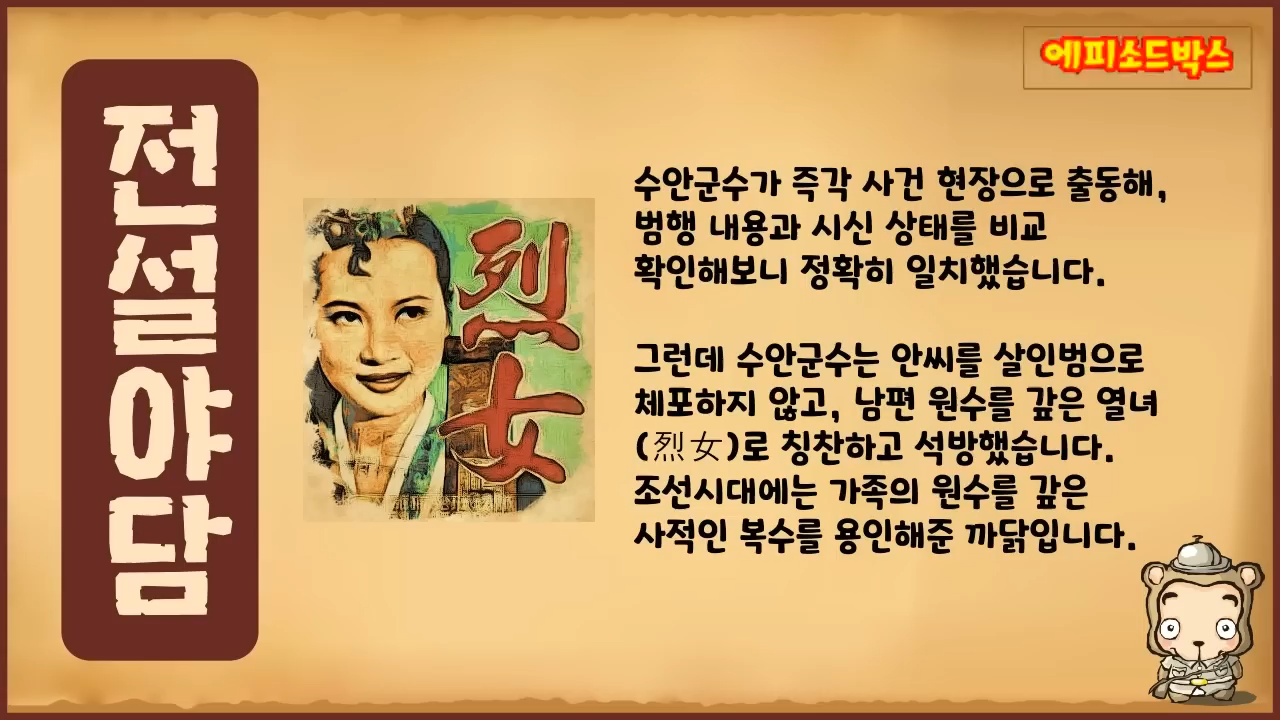 에피소드박스
전설야담
烈女
수안군수가 즉각 사건 현장으로 출동해,
범행 내용과 시신 상태를 비교
확인해보니 정확히 일치했습니다.
그런데 수안군수는 안씨를 살인범으로
체포하지 않고, 남편 원수를 갚은 열녀
(烈女)로 칭찬하고 석방했습니다.
조선시대에는 가족의 원수를 갚은
사적인 복수를 용인해준 까닭입니다.